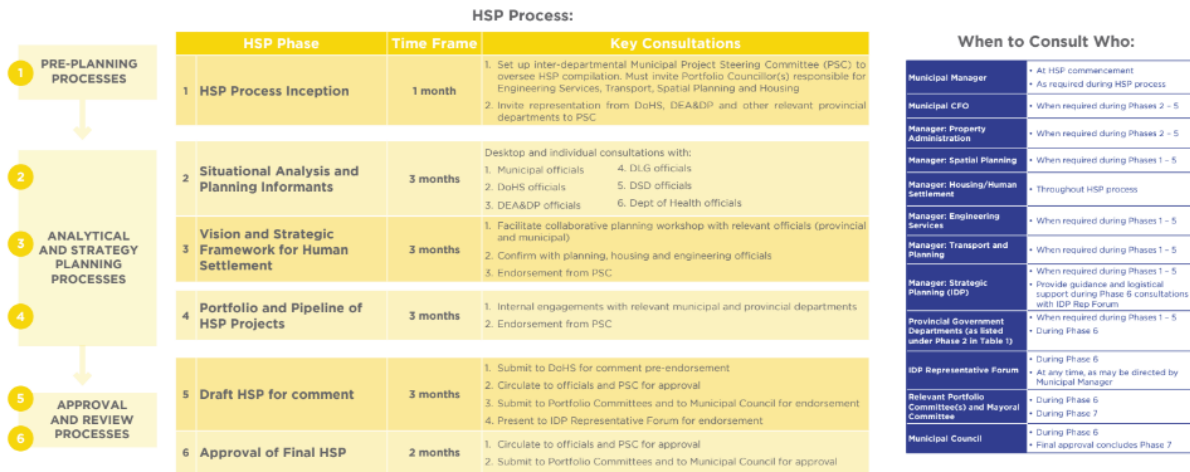 HSP Process:
1
PRE-PLANNING
PROCESSES
2
3
4
ANALYTICAL
AND STRATEGY
PLANNING
PROCESSES
5
6
APPROVAL
AND REVIEW
PROCESSES
HSP Phase Time Frame Key Consultations
1 HSP Process Inception 1 month
1. Set up inter-departmental Municipal Project Steering Committee (PSC) to
oversee HSP compilation. Must invite Portfolio Councillor(s) responsible for
Engineering Services, Transport, Spatial Planning and Housing
2. Invite representation from DoHS, DEA&DP and other relevant provincial
departments to PSC
2 Situational Analysis and
Planning Informants
3 months
Desktop and individual consultations with:
1. Municipal officials 4. DLG officials
2. DoHS officials 5. DSD officials
3. DEA&DP officials 6. Dept of Health officials
3 Vision and Strategic
Framework for Human
Settlement
3 months
1. Facilitate collaborative planning workshop with relevant officials (provincial
and municipal)
2. Confirm with planning, housing and engineering officials
3. Endorsement from PSC
4 Portfolio and Pipeline of
HSP Projects
3 months
1. Internal engagements with relevant municipal and provincial departments
2. Endorsement from PSC
5 Draft HSP for comment 3 months
1. Submit to DoHS for comment pre-endorsement
2. Circulate to officials and PSC for approval
3. Submit to Portfolio Committees and to Municipal Council for endorsement
4. Present to IDP Representative Forum for endorsement
6 Approval of Final HSP 2 months
1. Circulate to officials and PSC for approval
2. Submit to Portfolio Committees and to Municipal Council for approval
When to Consult Who:
Municipal Manager
• At HSP commencement
• As required during HSP process
Municipal CFO
• When required during Phases 2 – 5
Manager: Property
Administration
• When required during Phases 2 – 5
Manager: Spatial Planning
• When required during Phases 1 – 5
Manager: Housing/Human
Settlement
• Throughout HSP process
Manager: Engineering
Services
• When required during Phases 1 – 5
Manager: Transport and
Planning
• When required during Phases 1 – 5
Manager: Strategic
Planning (IDP)
• When required during Phases 1 – 5
• Provide guidance and logistical
support during Phase 6 consultations
with IDP Rep Forum
Provincial Government
Departments (as listed
under Phase 2 in Table 1)
• When required during Phases 1 – 5
• During Phase 6
IDP Representative Forum
• During Phase 6
• At any time, as may be directed by
Municipal Manager
Relevant Portfolio
Committee(s) and Mayoral
Committee
• During Phase 6
• During Phase 7
Municipal Council
• During Phase 6
• Final approval concludes Phase 7